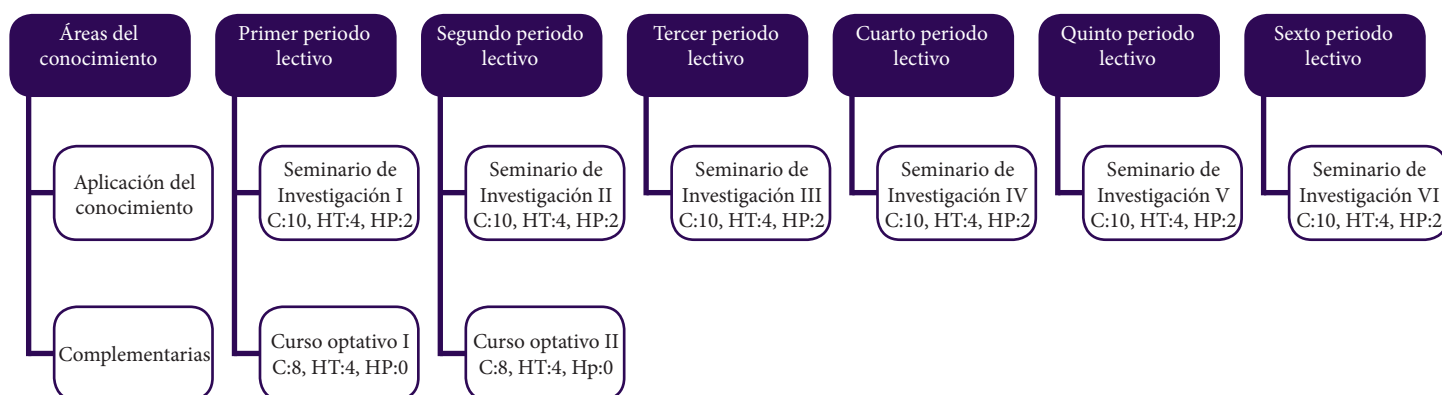 Áreas del
conocimiento
Primer periodo
lectivo
Segundo periodo
lectivo
Tercer periodo
lectivo
Cuarto periodo
lectivo
Quinto periodo
lectivo
Sexto periodo
lectivo
Aplicación del
conocimiento
Seminario de
Investigación I
C:10, HT:4, HP:2
Seminario de
Investigación II
C:10, HT:4, HP:2
Seminario de
Investigación III
C:10, HT:4, HP:2
Seminario de
Investigación IV
C:10, HT:4, HP:2
Seminario de
Investigación V
C:10, HT:4, HP:2
Seminario de
Investigación VI
C:10, HT:4, HP:2
Complementarias
Curso optativo I
C:8, HT:4, HP:0
Curso optativo II
C:8, HT:4, Hp:0